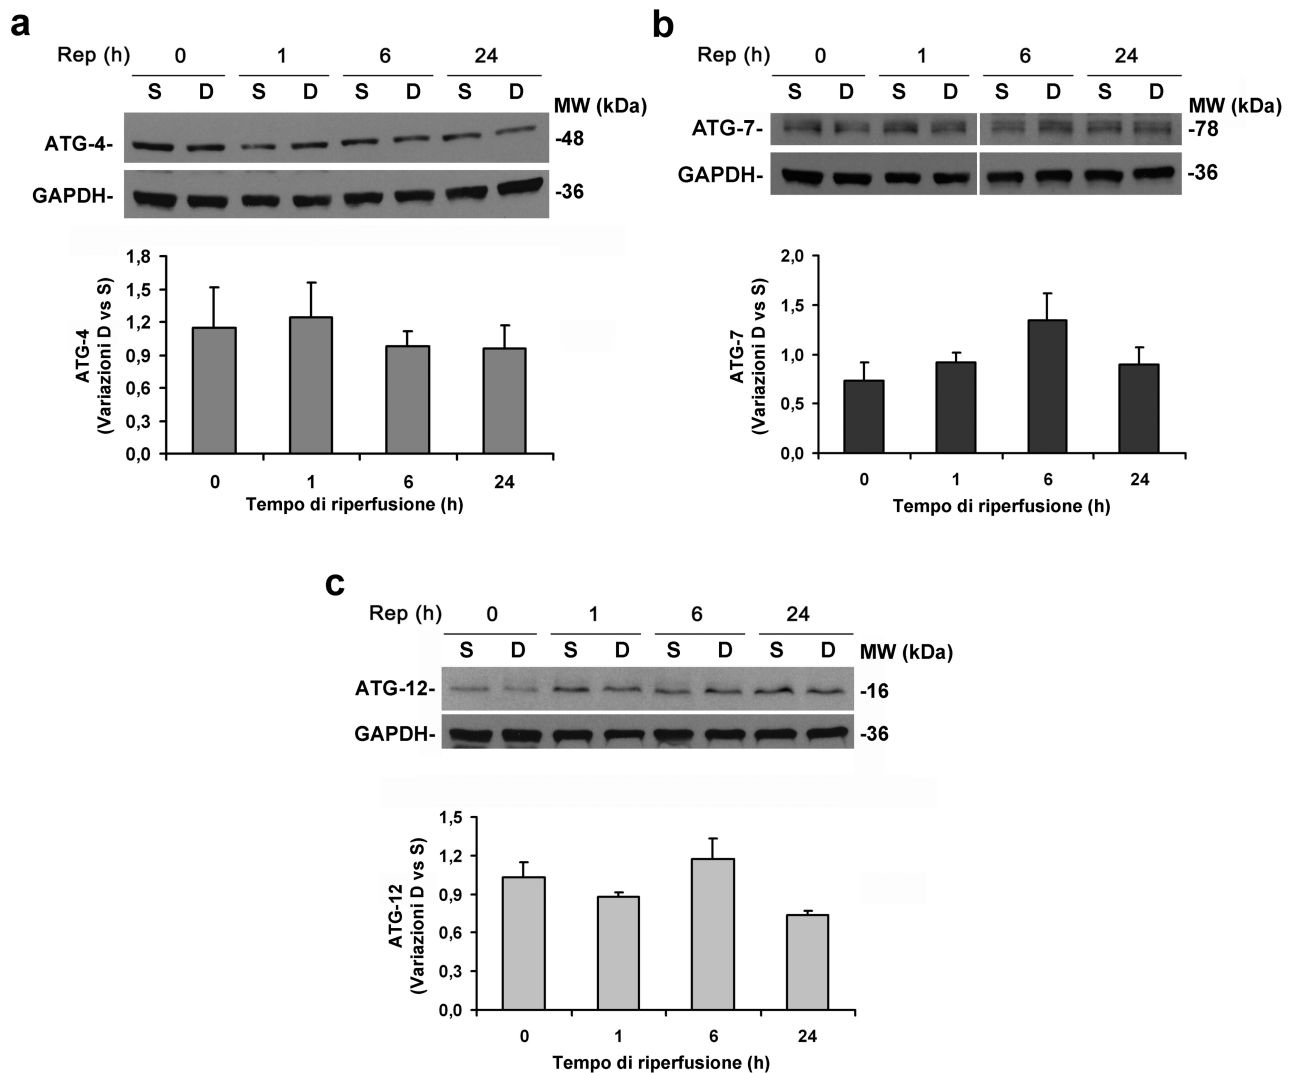 a
Rep (h) 0 1 6 24
S D S D S D S D
MW (kDa)
ATG-4- -48
GAPDH- -36
1,8
1,5
1,2
0,9
0,6
0,3
0,0
ATG-4
(Variazioni D vs S)
0 1 6 24
Tempo di riperfusione (h)
b
Rep (h) 0 1 6 24
S D S D S D S D
MW (kDa)
ATG-7- -78
GAPDH- -36
2,0
1,5
1,0
0,5
0,0
ATG-7
(Variazioni D vs S)
0 1 6 24
Tempo di riperfusione (h)
c
Rep (h) 0 1 6 24
S D S D S D S D
MW (kDa)
ATG-12- -16
GAPDH- -36
1,5
1,2
0,9
0,6
0,3
0,0
ATG-12
(Variazioni D vs S)
0 1 6 24
Tempo di riperfusione (h)